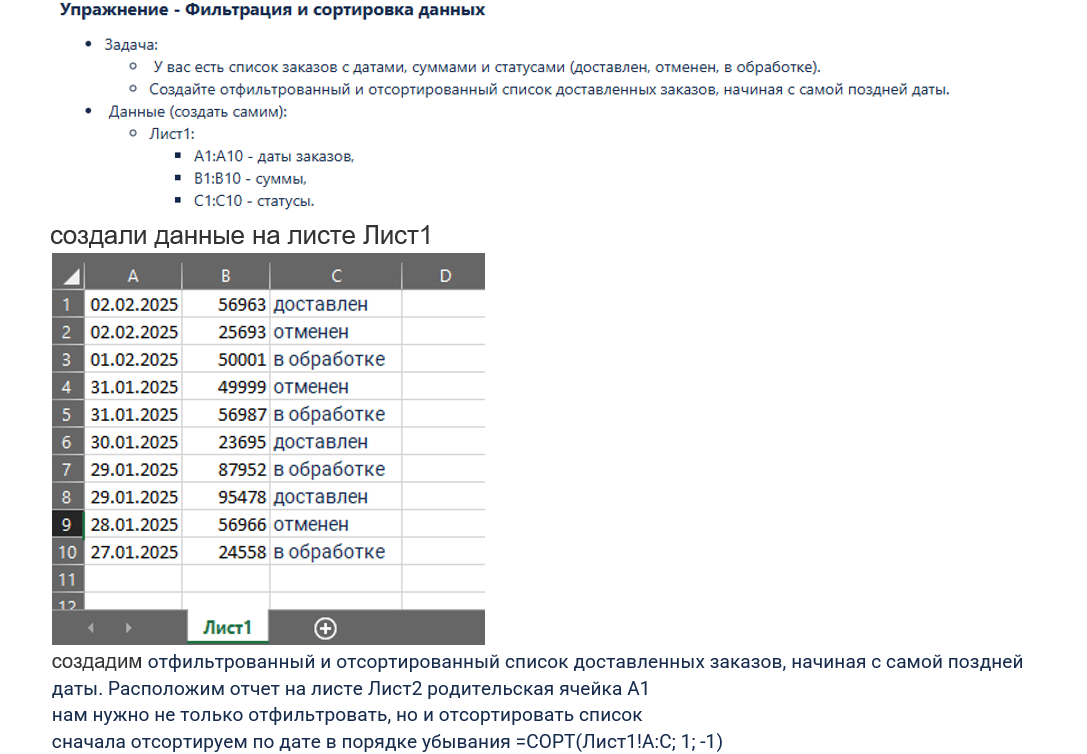 Упражнение - Фильтрация и сортировка данных
Задача:
У вас есть список заказов с датами, суммами и статусами (доставлен, отменен, в обработке).
Создайте отфильтрованный и отсортированный список доставленных заказов, начиная с самой поздней даты.
Данные (создать самим):
Лист1:
A1:A10 - даты заказов,
B1:B10 - суммы,
C1:C10 - статусы.
создали данные на листе Лист1
A B C D
1 02.02.2025 56963 доставлен
2 02.02.2025 25693 отменен
3 01.02.2025 50001 в обработке
4 31.01.2025 49999 отменен
5 31.01.2025 56987 в обработке
6 30.01.2025 23695 доставлен
7 29.01.2025 87952 в обработке
8 29.01.2025 95478 доставлен
9 28.01.2025 56966 отменен
10 27.01.2025 24558 в обработке
11
12
Лист1
создадим отфильтрованный и отсортированный список доставленных заказов, начиная с самой поздней
даты. Расположим отчет на листе Лист2 родительская ячейка А1
нам нужно не только отфильтровать, но и отсортировать список
сначала отсортируем по дате в порядке убывания =СОРТ(Лист1!A:C; 1; -1)